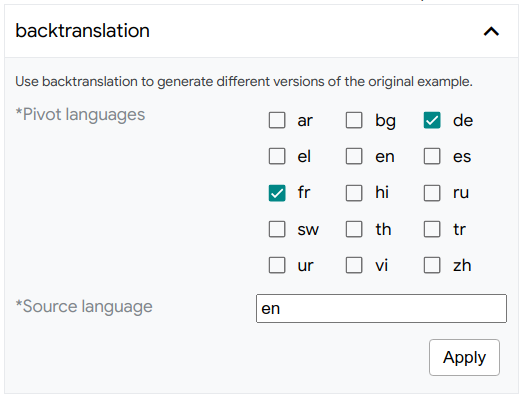 backtranslation
Use backtranslation to generate different versions of the original example.
*Pivot languages
ar bg de
el en es
fr hi ru
sw th tr
ur vi zh
*Source language en
Apply